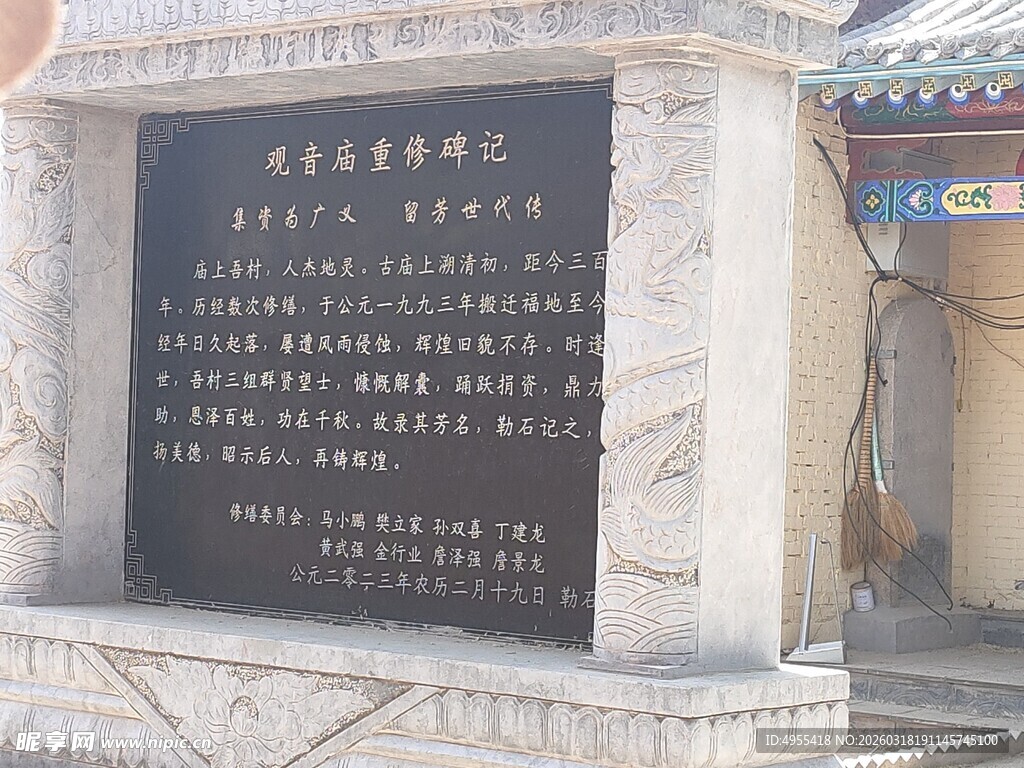 观音庙重修碑记
集资为广义 留芳世代传
庙上吾村，人杰地灵。古庙上溯清初，距今三百
年。历经数次修缮，于公元一九九三年搬迁福地至今
经年日久起落，屡遭风雨侵蚀，辉煌旧貌不存。时逢
世，吾村三组群贤望士，慷慨解囊，踊跃捐资，鼎力
助，恩泽百姓，功在千秋。故录其芳名，勒石记之，
扬美德，昭示后人，再铸辉煌。
修缮委员会：马小鹏 樊立家 孙双喜 丁建龙
黄武强 金行业 詹泽强 詹景龙
公元二零二三年农历二月十九日 勒石
昵享网 www.nipic.cn
ID:4955418 NO:20260318191145745100